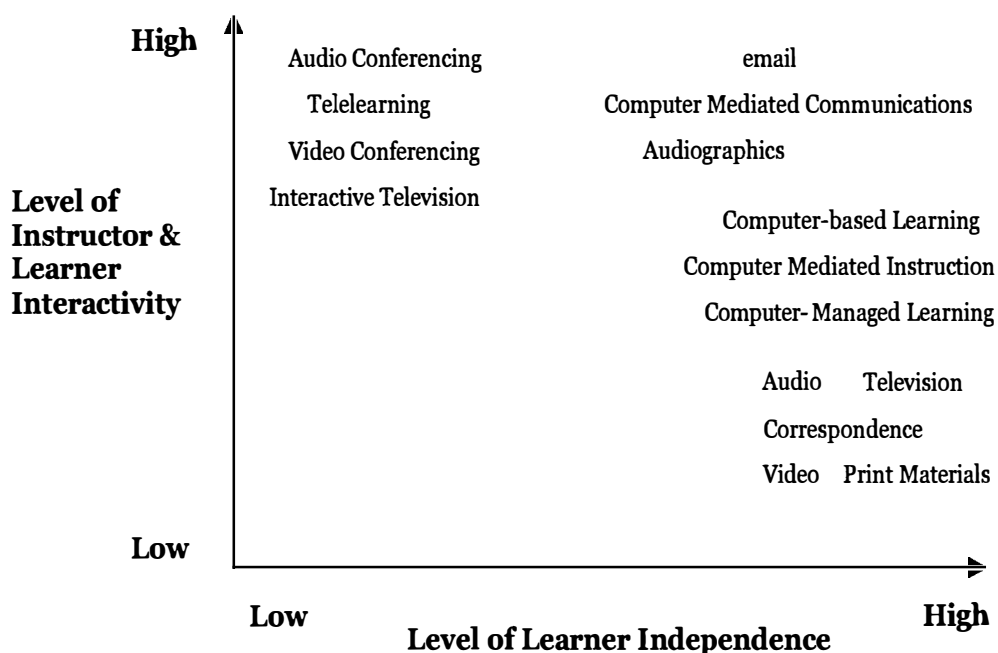 High
Audio Conferencing
email
Telelearning
Computer Mediated Communications
Video Conferencing
Audiographics
Interactive Television
Level of
Instructor &
Learner
Interactivity
Computer-based Learning
Computer Mediated Instruction
Computer- Managed Learning
Audio Television
Correspondence
Video Print Materials
Low
Low
High
Level of Learner Independence